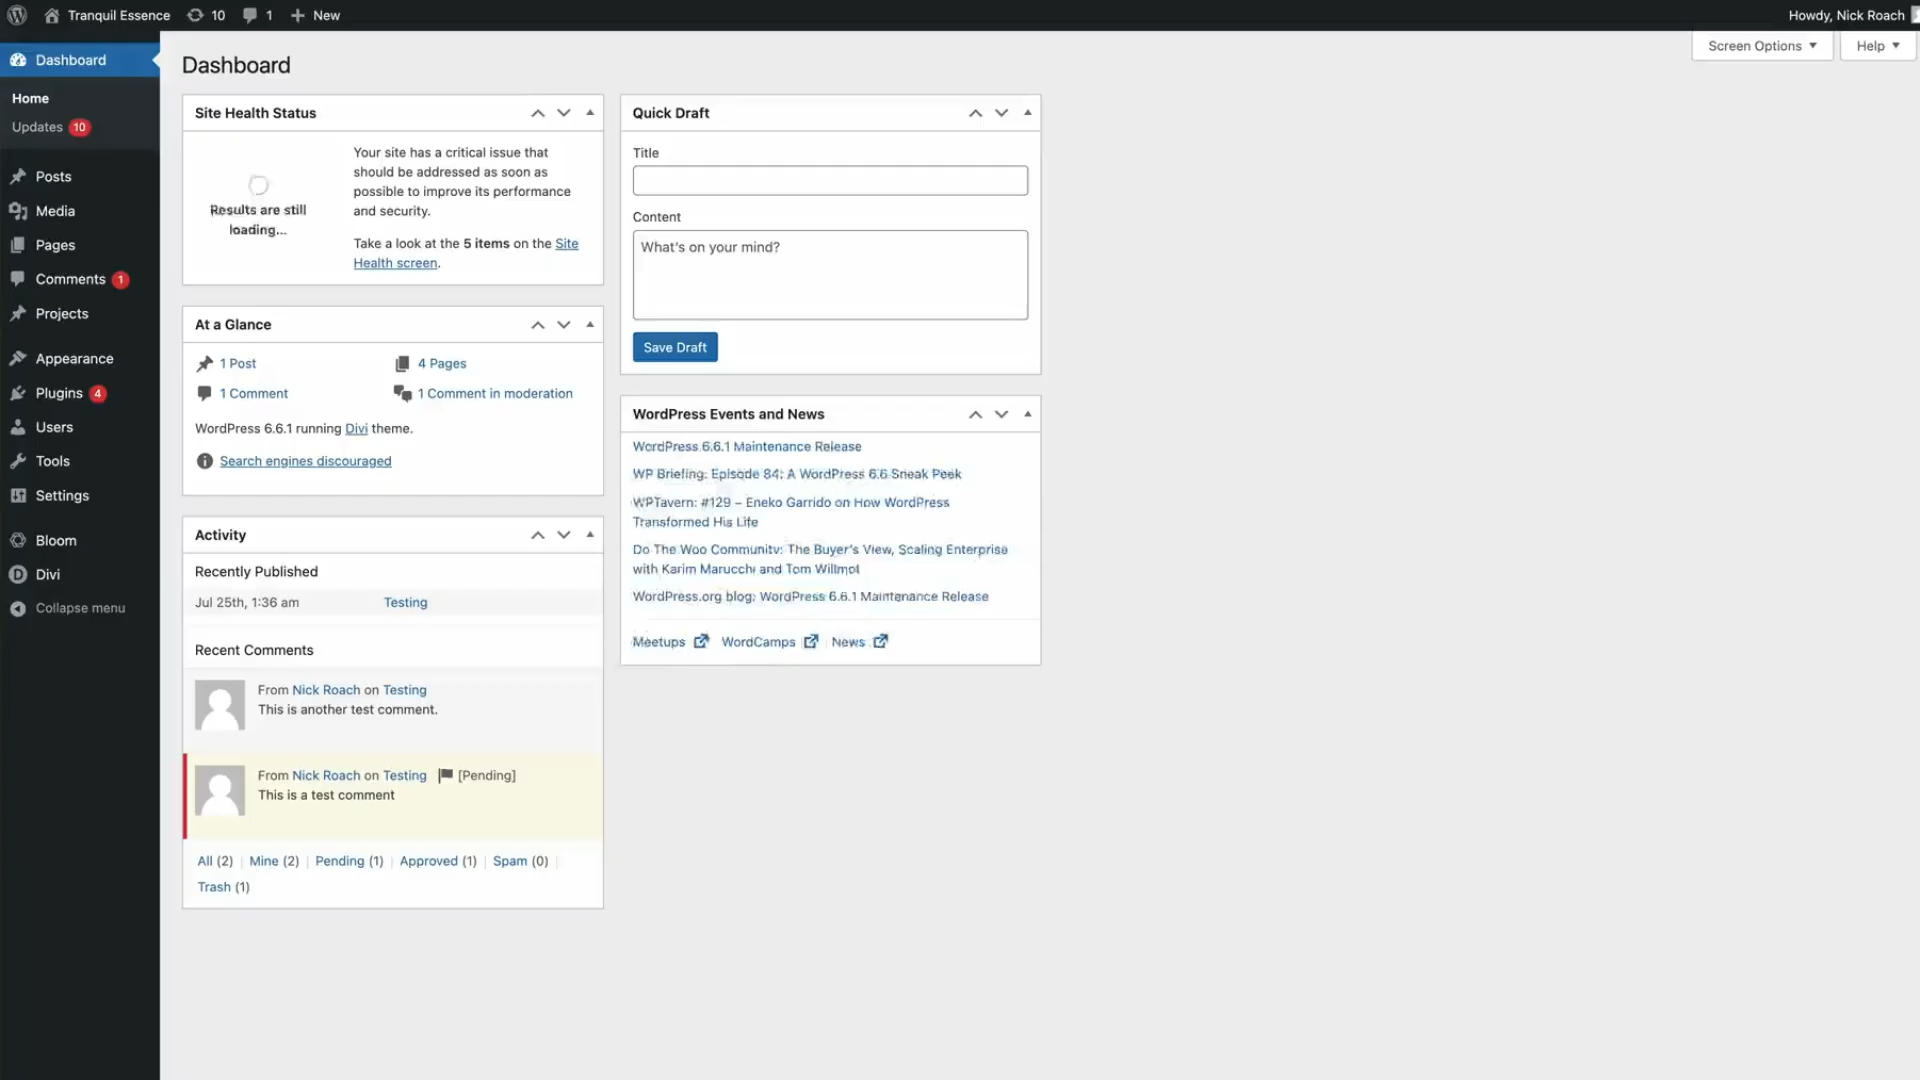 Tranquil Essence 10 1 New
Howdy, Nick Roach
Screen Options Help
Dashboard
Home
Updates 10
Posts
Media
Pages
Comments 1
Projects
Appearance
Plugins 4
Users
Tools
Settings
Bloom
Divi
Collapse menu
Dashboard
Site Health Status
Results are still
loading...
Your site has a critical issue that
should be addressed as soon as
possible to improve its performance
and security.
Take a look at the 5 items on the Site
Health screen.
At a Glance
1 Post
4 Pages
1 Comment
1 Comment in moderation
WordPress 6.6.1 running Divi theme.
Search engines discouraged
Activity
Recently Published
Jul 25th, 1:36 am Testing
Recent Comments
From Nick Roach on Testing
This is another test comment.
From Nick Roach on Testing [Pending]
This is a test comment
All (2) | Mine (2) | Pending (1) | Approved (1) | Spam (0) |
Trash (1)
Quick Draft
Title
Content
What's on your mind?
Save Draft
WordPress Events and News
WordPress 6.6.1 Maintenance Release
WP Briefing: Episode 84: A WordPress 6.6 Sneak Peek
WPTavern: #129 – Eneko Garrido on How WordPress
Transformed His Life
Do The Woo Community: The Buyer's View, Scaling Enterprise
with Karim Marucchi and Tom Willmot
WordPress.org blog: WordPress 6.6.1 Maintenance Release
Meetups WordCamps News